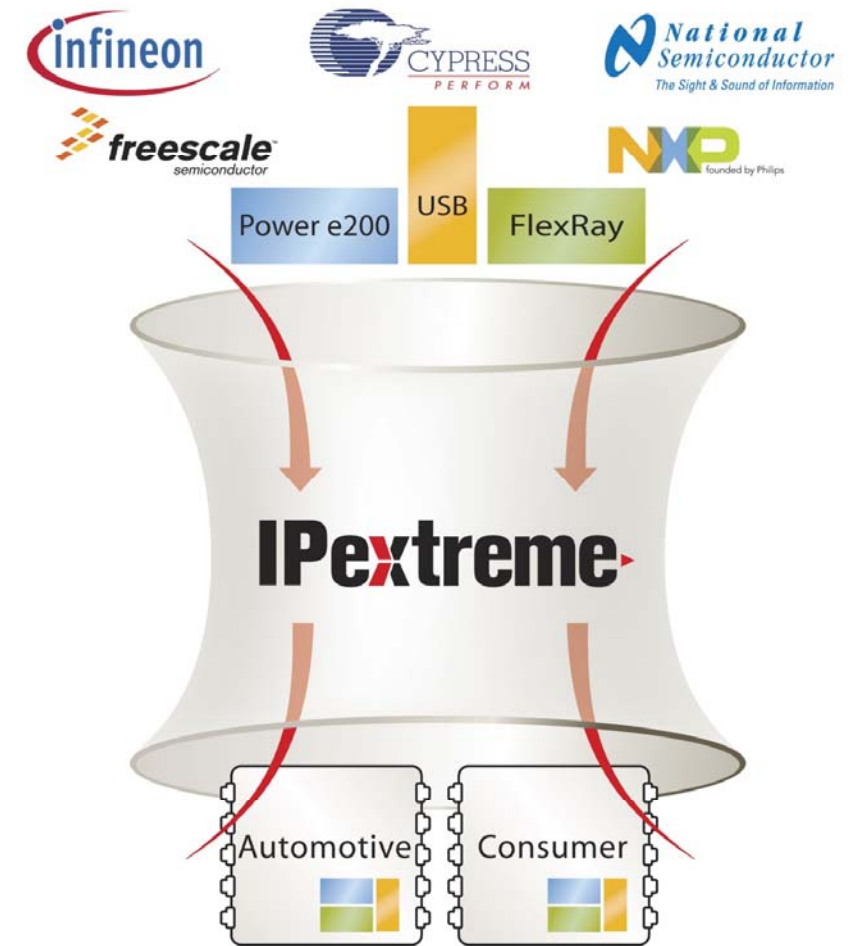 infineon
CYPRESS
PERFORM
National
Semiconductor
The Sight & Sound of Information
freescale™
semiconductor
NXP
founded by Philips
Power e200
USB
FlexRay
IPextreme
Automotive
Consumer